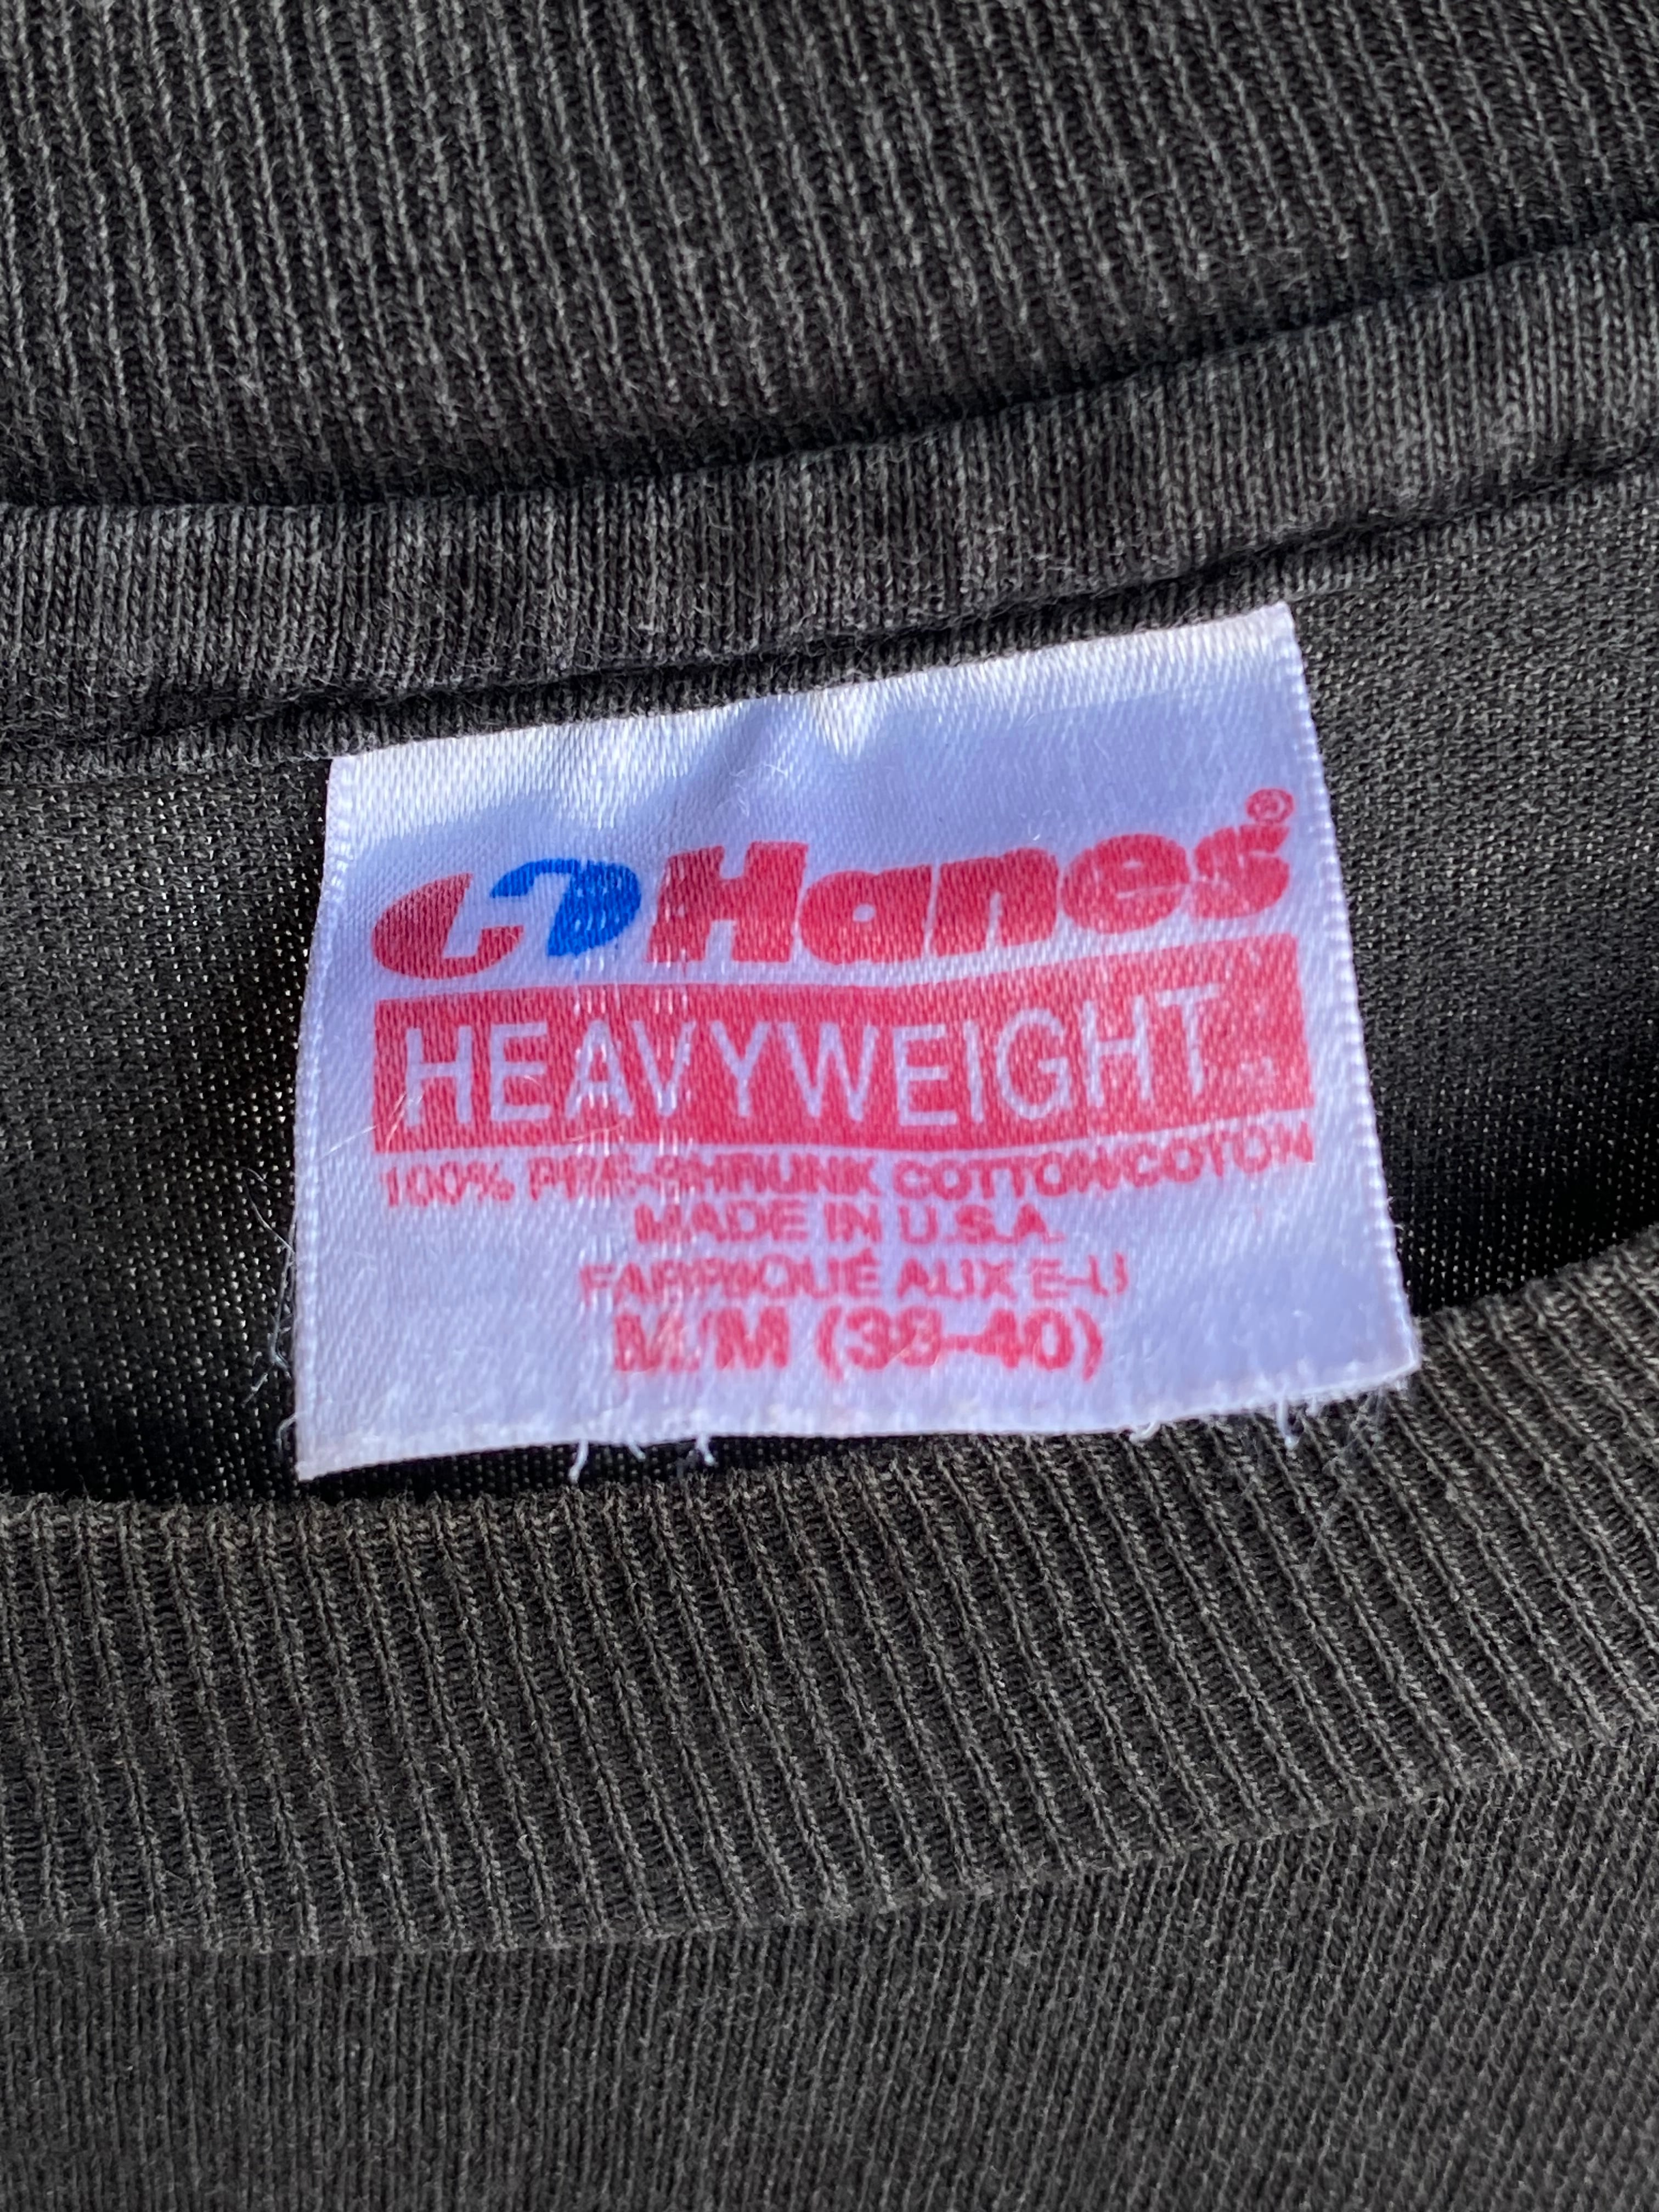 Hanes®
HEAVYWEIGHT
100% PRE-SHRUNK COTTON/COTON
MADE IN U.S.A.
FABRIQUÉ AUX E-U
M/M (38-40)